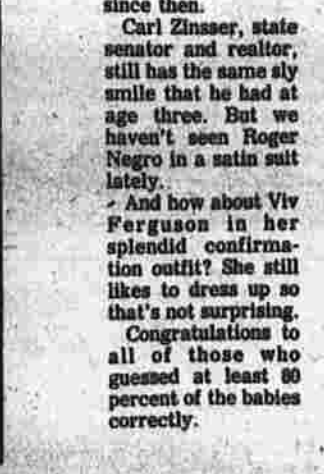 since then.
Carl Zinsser, state
senator and realtor,
still has the same sly
smile that he had at
age three. But we
haven't seen Roger
Negro in a satin suit
lately.
And how about Viv
Ferguson in her
splendid confirma-
tion outfit? She still
likes to dress up so
that's not surprising.
Congratulations to
all of those who
guessed at least 80
percent of the babies
correctly.